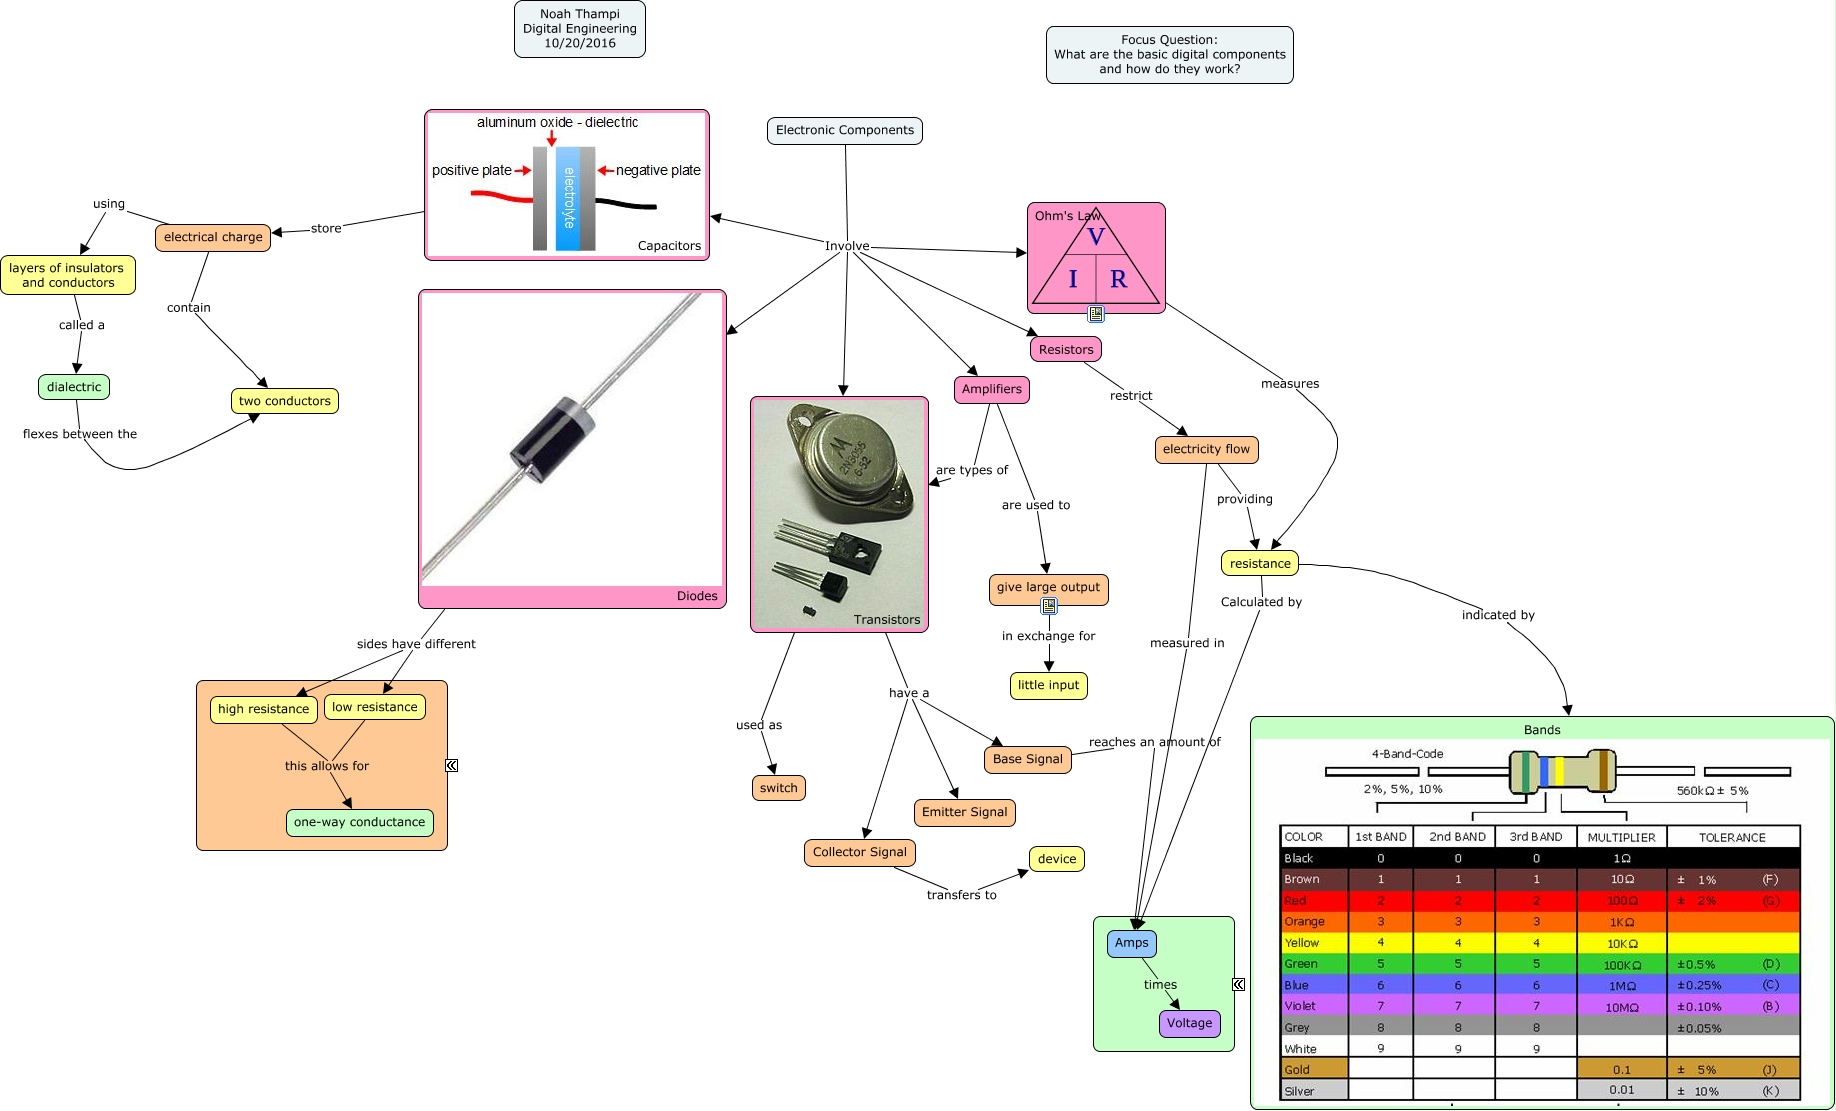 Noah Thampi
Digital Engineering
10/20/2016
Focus Question:
What are the basic digital components
and how do they work?
Electronic Components
Involve
aluminum oxide - dielectric
positive plate
negative plate
electrolyte
Capacitors
store
using
electrical charge
layers of insulators
and conductors
contain
called a
dialectric
two conductors
flexes between the
Ohm's Law
V
I R
Resistors
measures
Amplifiers
restrict
electricity flow
are types of
are used to
providing
resistance
give large output
Calculated by
in exchange for
little input
indicated by
measured in
Diodes
sides have different
high resistance
low resistance
this allows for
one-way conductance
M
2N3055
6-52
Transistors
used as
switch
have a
Base Signal
reaches an amount of
Emitter Signal
Collector Signal
transfers to
device
Amps
times
Voltage
Bands
4-Band-Code
2%, 5%, 10%
560kΩ ± 5%
COLOR 1st BAND 2nd BAND 3rd BAND MULTIPLIER TOLERANCE
Black 0 0 0 1Ω
Brown 1 1 1 10Ω ± 1% (F)
Red 2 2 2 100Ω ± 2% (G)
Orange 3 3 3 1KΩ
Yellow 4 4 4 10KΩ
Green 5 5 5 100KΩ ±0.5% (D)
Blue 6 6 6 1MΩ ±0.25% (C)
Violet 7 7 7 10MΩ ±0.10% (B)
Grey 8 8 8 ±0.05%
White 9 9 9
Gold 0.1 ± 5% (J)
Silver 0.01 ± 10% (K)